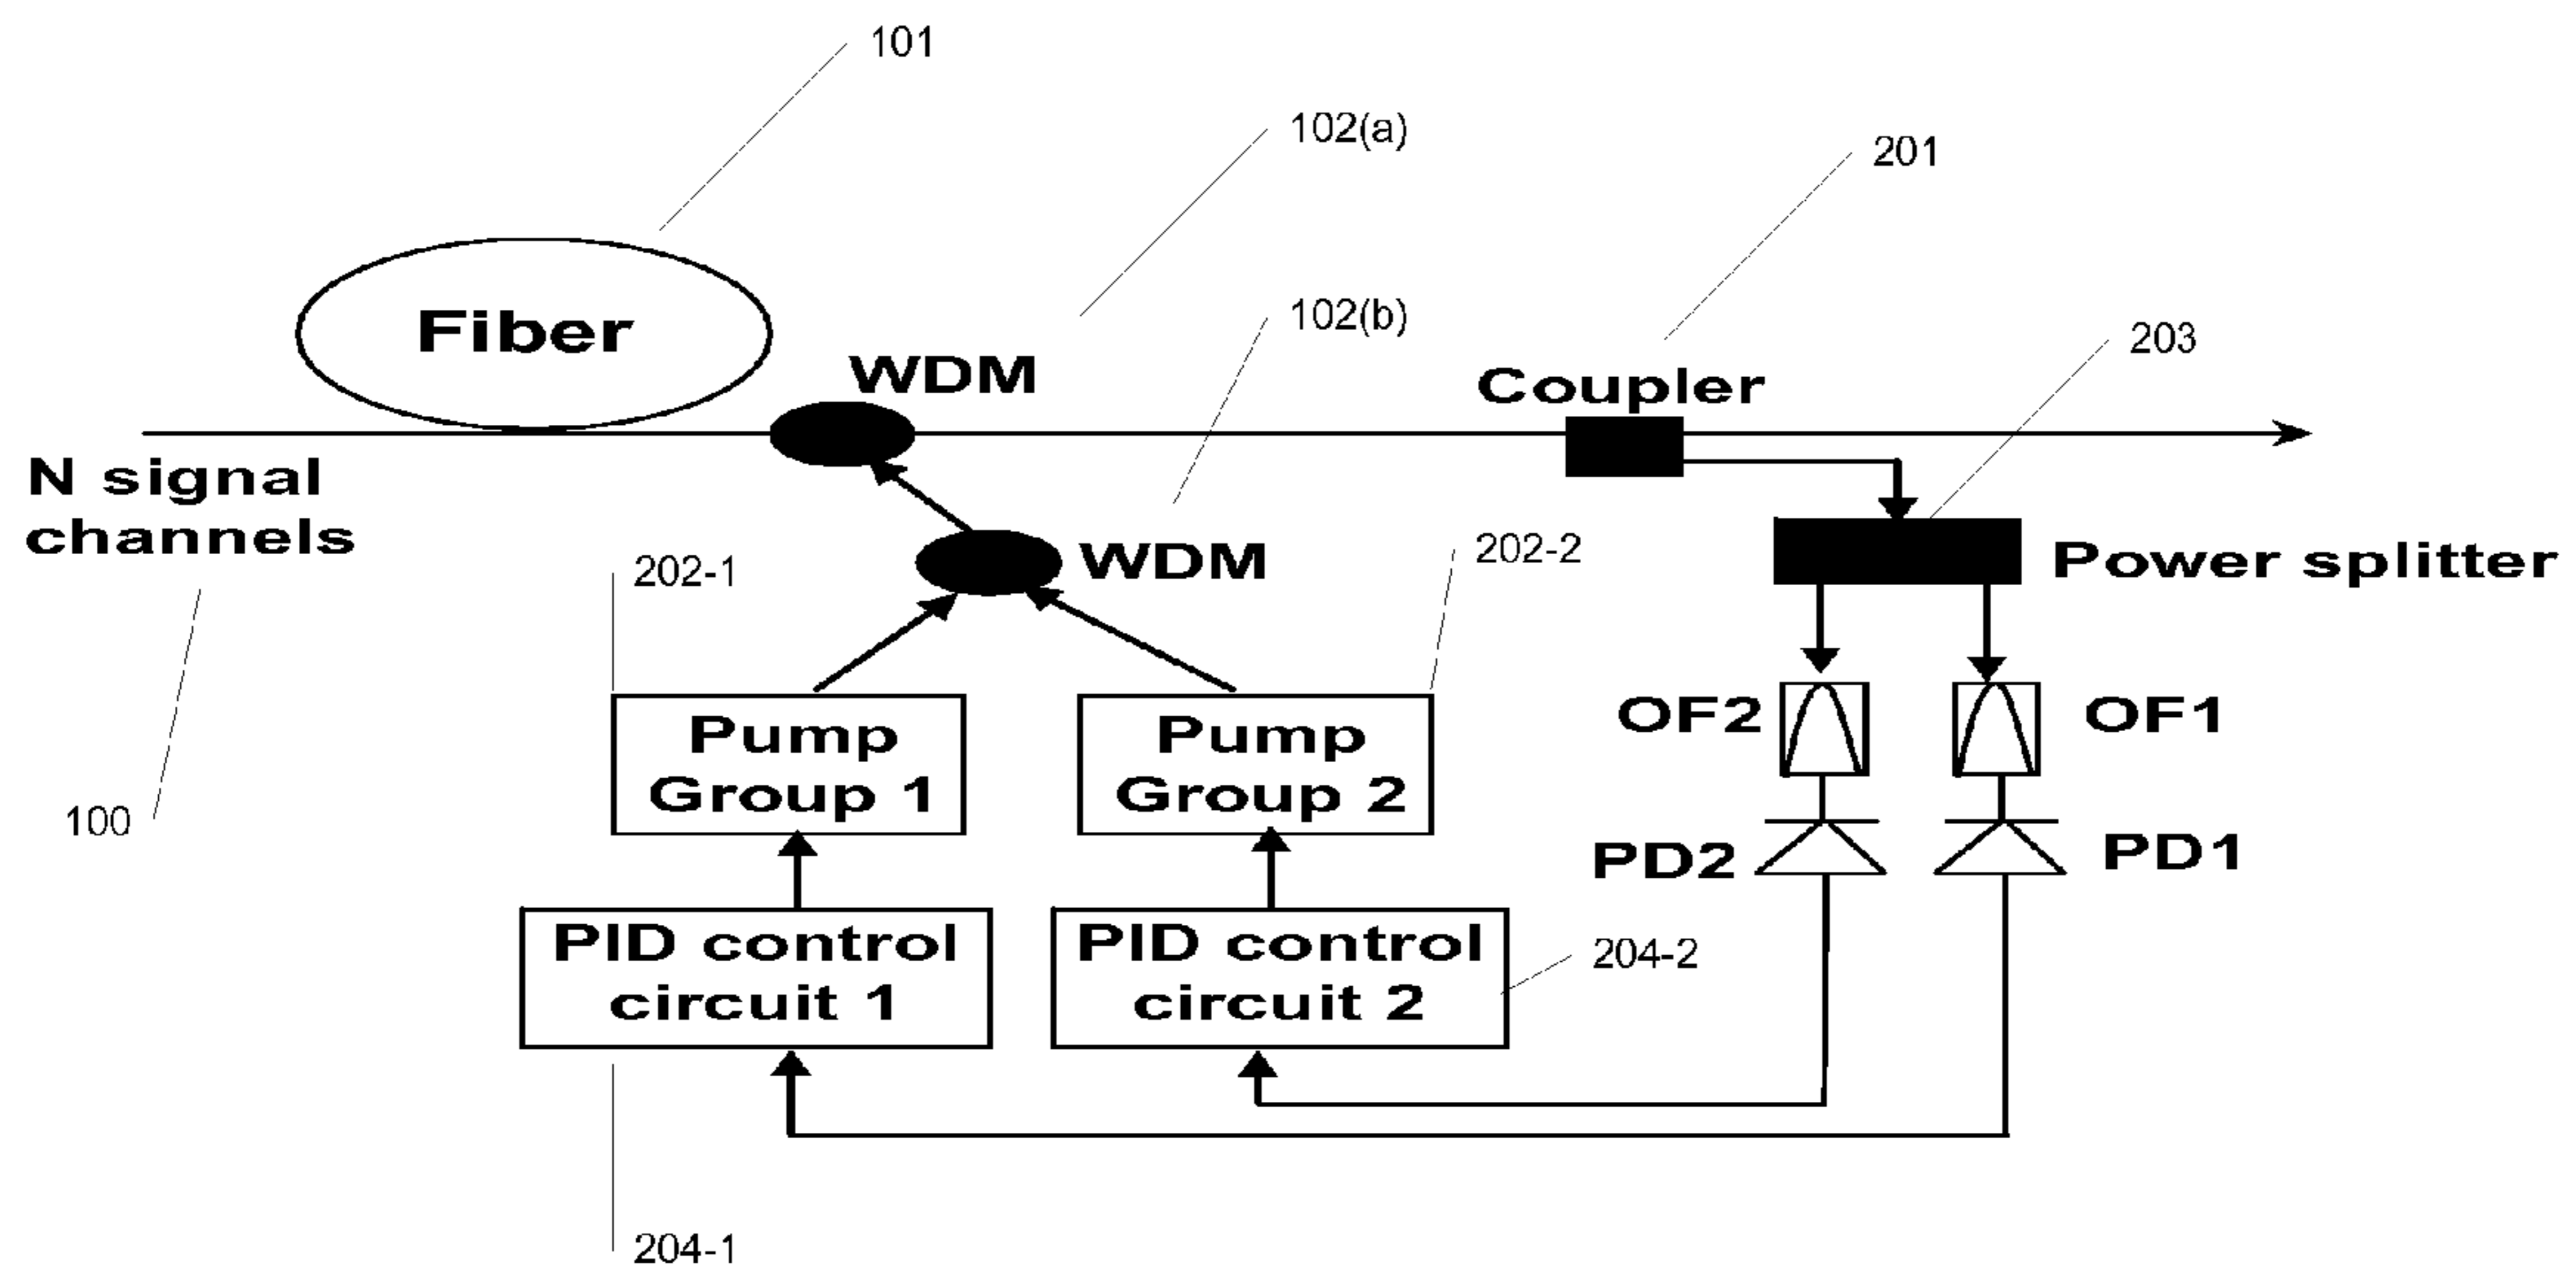 101
102(a)
201
102(b)
203
Fiber
WDM
Coupler
N signal
channels
WDM
202-1
202-2
Power splitter
Pump
Group 1
Pump
Group 2
OF2
OF1
100
PD2
PD1
PID control
circuit 1
PID control
circuit 2
204-2
204-1